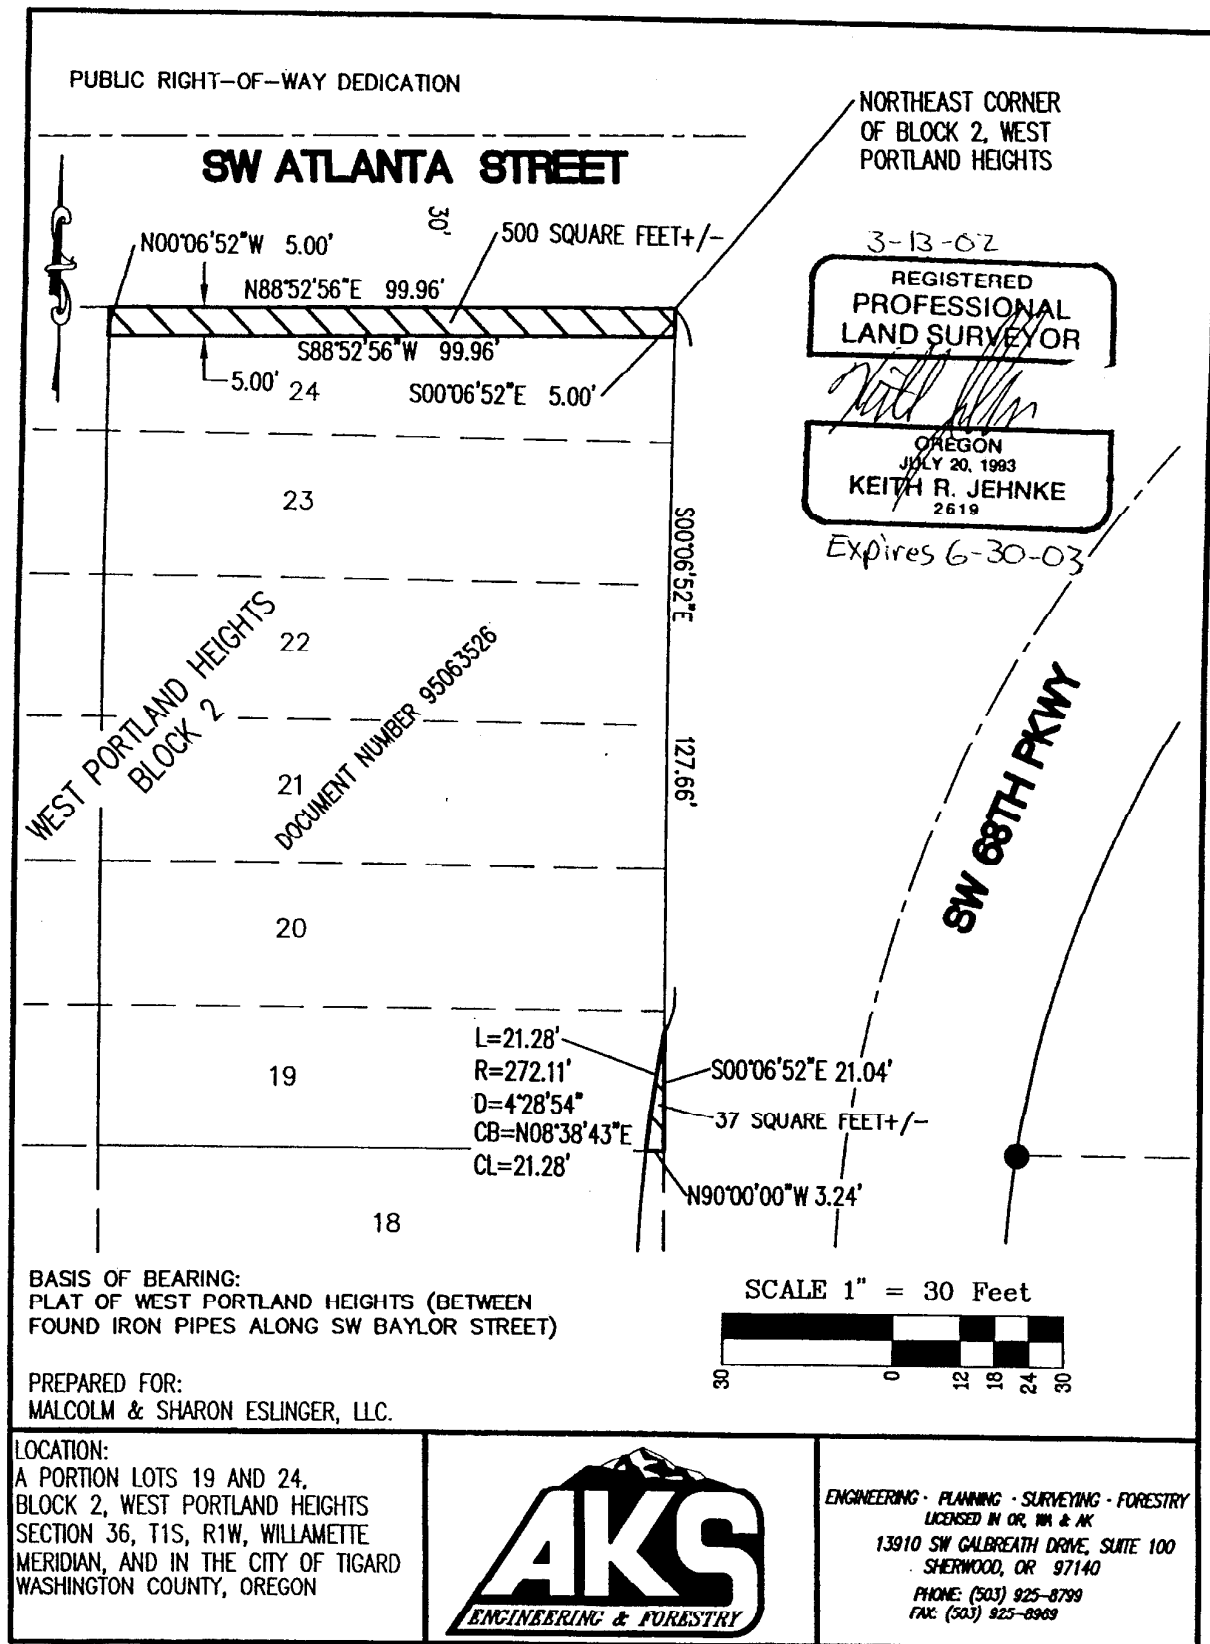 PUBLIC RIGHT-OF-WAY DEDICATION
NORTHEAST CORNER
OF BLOCK 2, WEST
PORTLAND HEIGHTS
SW ATLANTA STREET
30'
N00°06'52"W 5.00'
500 SQUARE FEET+/-
N88°52'56"E 99.96'
S88°52'56"W 99.96'
5.00'
24
S00°06'52"E 5.00'
3-13-02
REGISTERED
PROFESSIONAL
LAND SURVEYOR
OREGON
JULY 20, 1993
KEITH R. JEHNKE
2619
Expires 6-30-03
23
S00°06'52"E
127.66'
22
WEST PORTLAND HEIGHTS
BLOCK 2
DOCUMENT NUMBER 95063526
21
SW 68TH PKWY
20
19
L=21.28'
R=272.11'
D=4°28'54"
CB=N08°38'43"E
CL=21.28'
S00°06'52"E 21.04'
37 SQUARE FEET+/-
N90°00'00"W 3.24'
18
BASIS OF BEARING:
PLAT OF WEST PORTLAND HEIGHTS (BETWEEN
FOUND IRON PIPES ALONG SW BAYLOR STREET)
SCALE 1" = 30 Feet
30 0 12 18 24 30
PREPARED FOR:
MALCOLM & SHARON ESLINGER, LLC.
LOCATION:
A PORTION LOTS 19 AND 24,
BLOCK 2, WEST PORTLAND HEIGHTS
SECTION 36, T1S, R1W, WILLAMETTE
MERIDIAN, AND IN THE CITY OF TIGARD
WASHINGTON COUNTY, OREGON
AKS
ENGINEERING & FORESTRY
ENGINEERING · PLANNING · SURVEYING · FORESTRY
LICENSED IN OR, WA & AK
13910 SW GALBREATH DRIVE, SUITE 100
SHERWOOD, OR 97140
PHONE: (503) 925-8799
FAX: (503) 925-8969